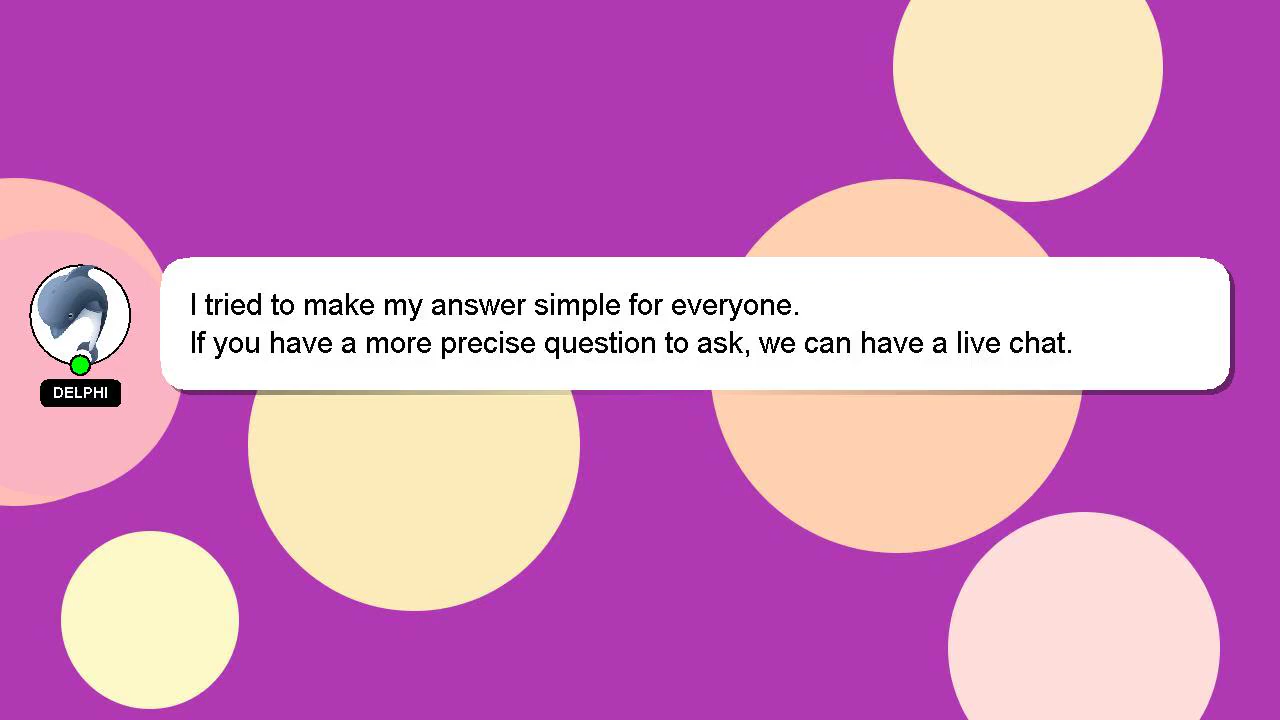 I tried to make my answer simple for everyone.
If you have a more precise question to ask, we can have a live chat.
DELPHI